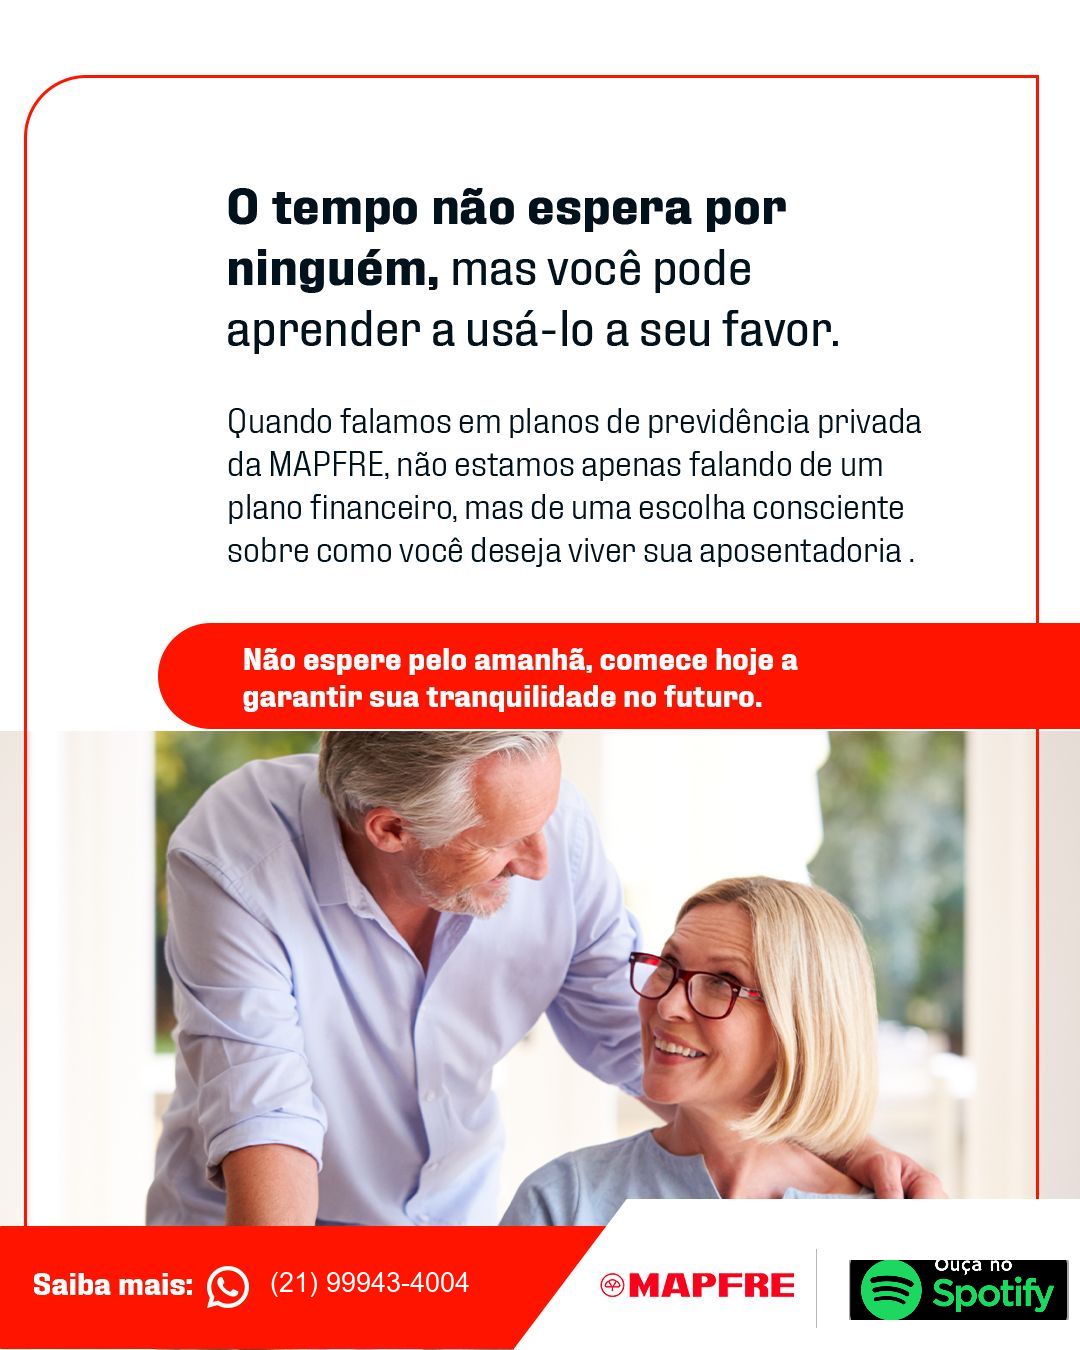 O tempo não espera por
ninguém, mas você pode
aprender a usá-lo a seu favor.
Quando falamos em planos de previdência privada
da MAPFRE, não estamos apenas falando de um
plano financeiro, mas de uma escolha consciente
sobre como você deseja viver sua aposentadoria .
Não espere pelo amanhã, comece hoje a
garantir sua tranquilidade no futuro.
Saiba mais: (21) 99943-4004
MAPFRE
Ouça no
Spotify